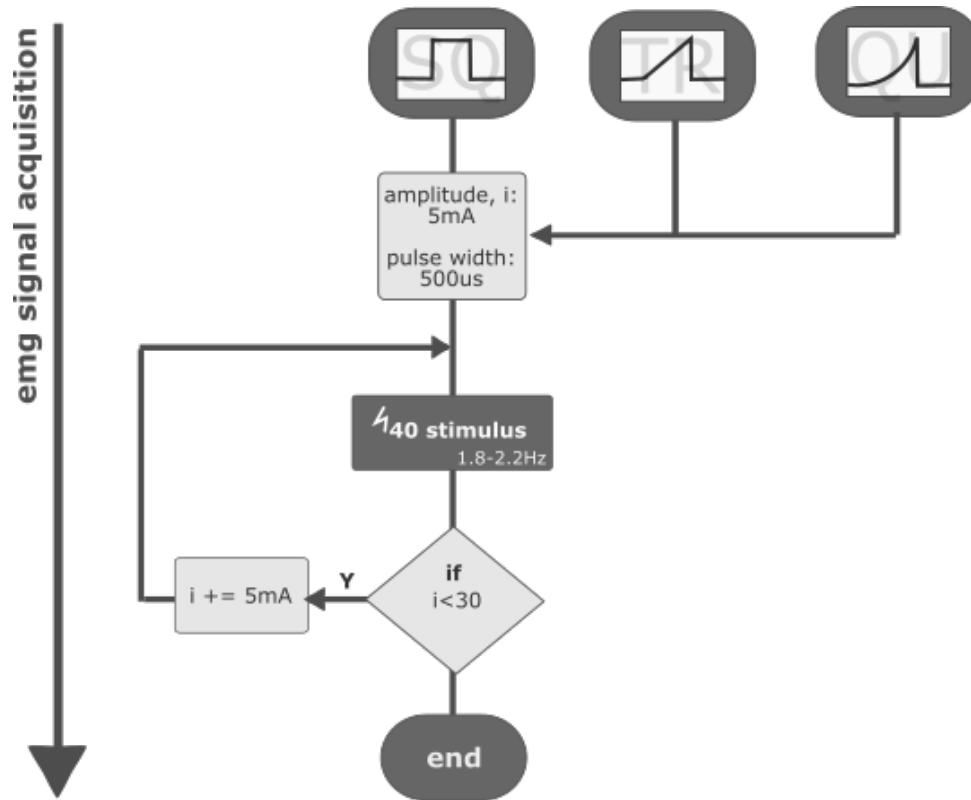 emg signal acquisition
SQ
TR
QU
amplitude, i:
5mA
pulse width:
500us
40 stimulus
1.8-2.2Hz
if
i<30
Y
i += 5mA
end